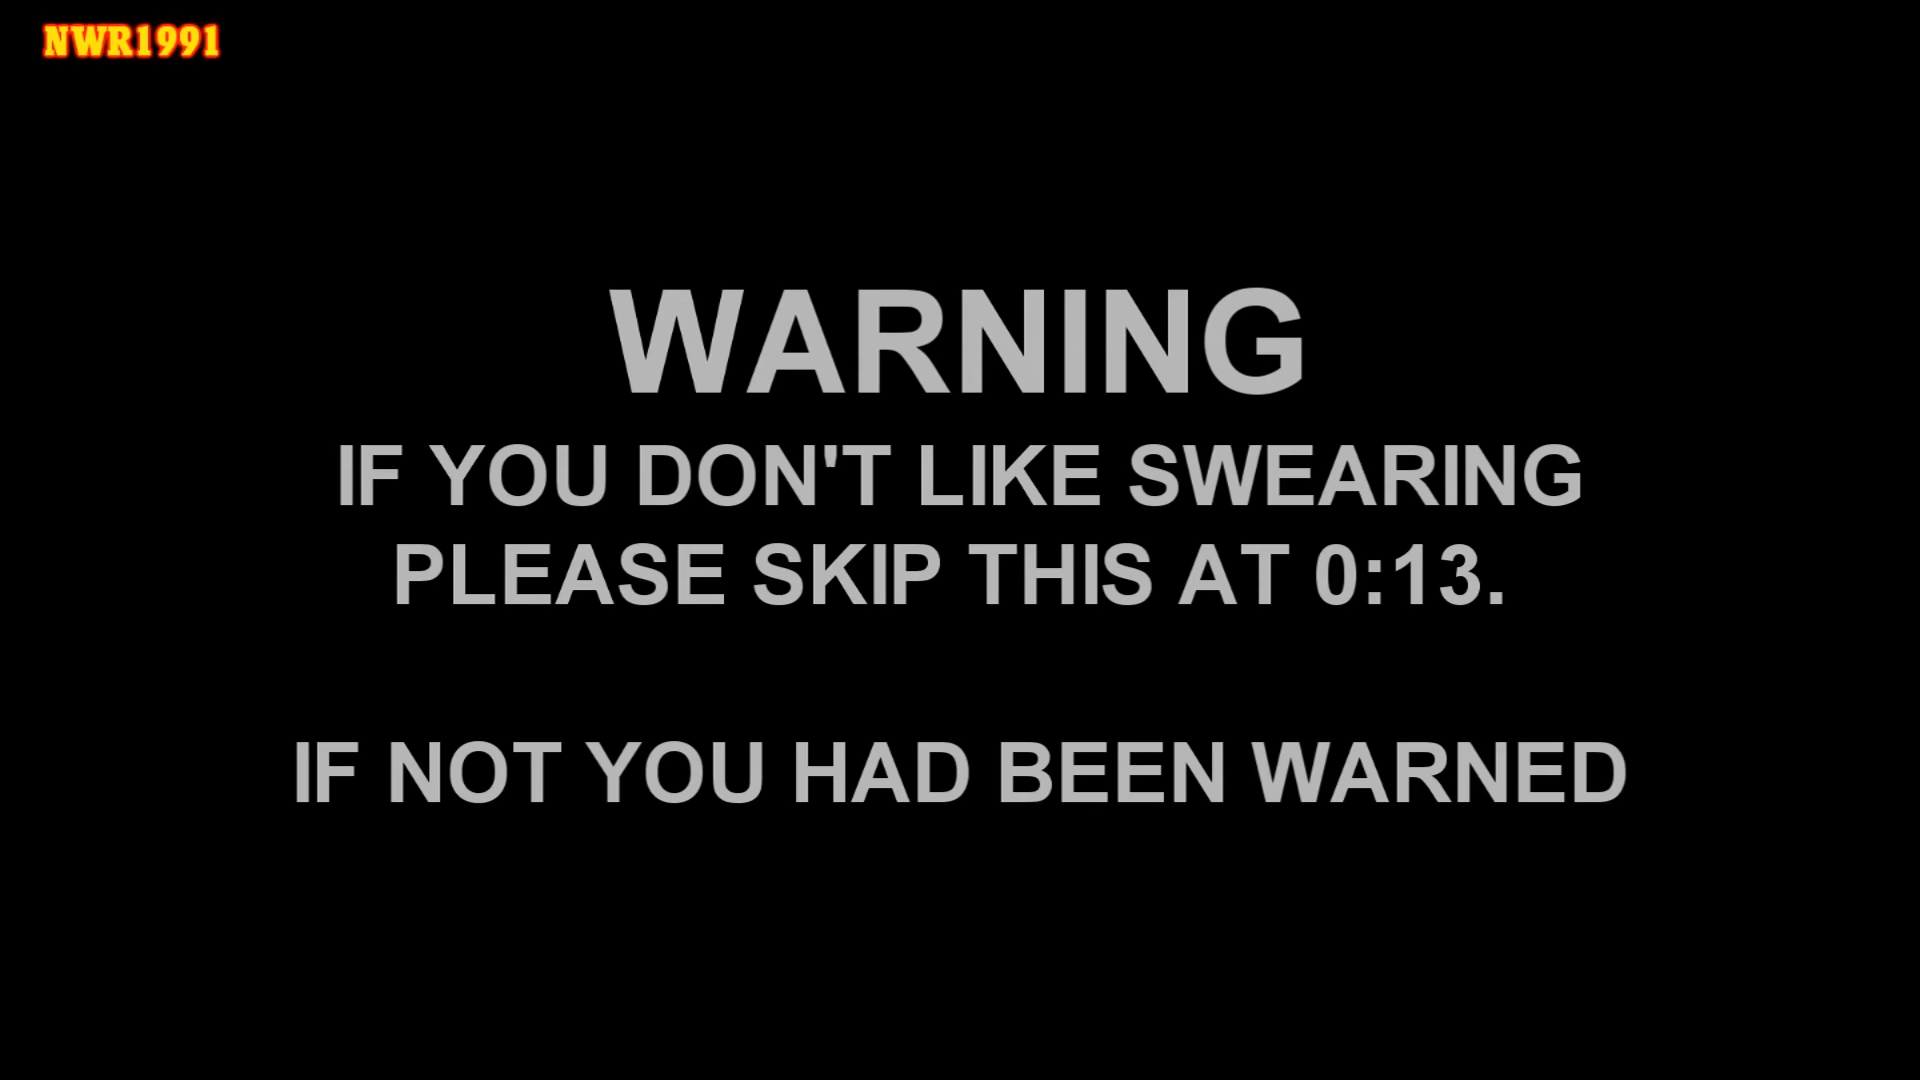 NWR1991
WARNING
IF YOU DON'T LIKE SWEARING
PLEASE SKIP THIS AT 0:13.
IF NOT YOU HAD BEEN WARNED